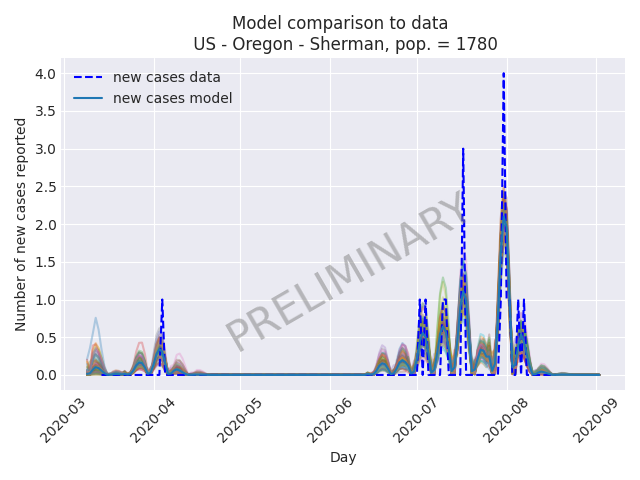 Model comparison to data
US - Oregon - Sherman, pop. = 1780
new cases data
new cases model
PRELIMINARY
Number of new cases reported
4.0
3.5
3.0
2.5
2.0
1.5
1.0
0.5
0.0
2020-03
2020-04
2020-05
2020-06
2020-07
2020-08
2020-09
Day